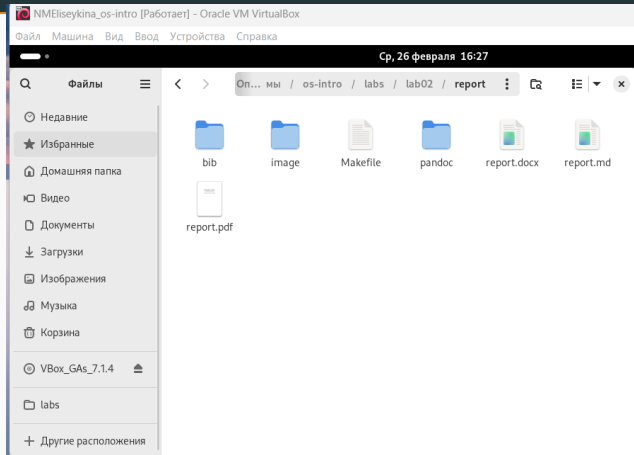 NMEliseykina_os-intro [Работает] - Oracle VM VirtualBox
Файл Машина Вид Ввод Устройства Справка
Ср, 26 февраля 16:27
Файлы
Оп… мы / os-intro / labs / lab02 / report
Недавние
Избранные
Домашняя папка
Видео
Документы
Загрузки
Изображения
Музыка
Корзина
VBox_GAs_7.1.4
labs
+ Другие расположения
bib image Makefile pandoc report.docx report.md
report.pdf